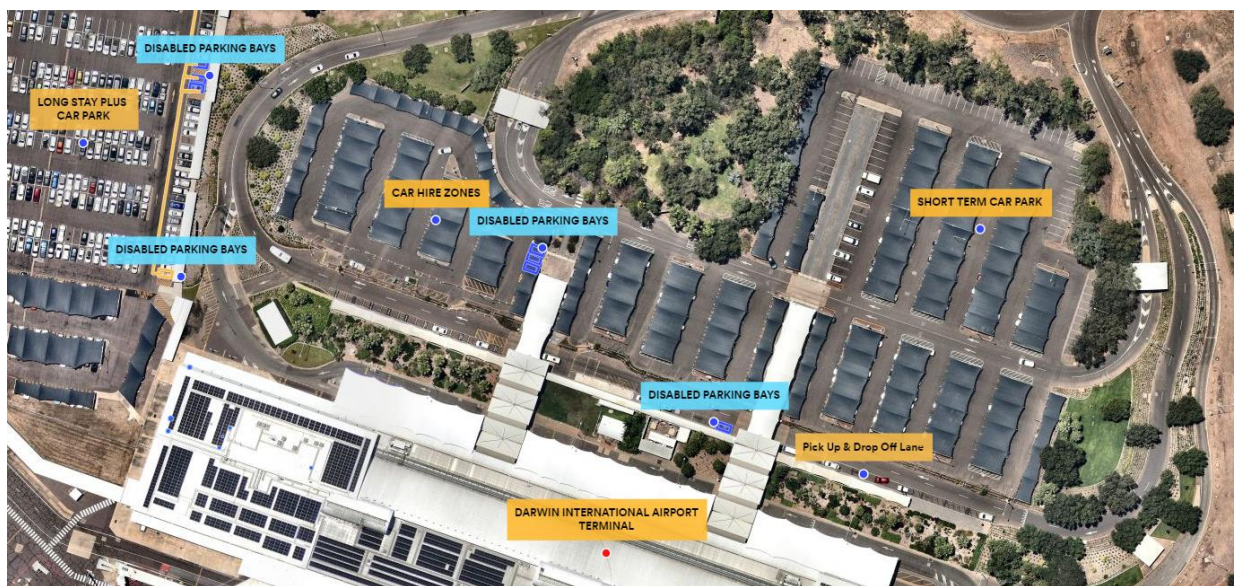 DISABLED PARKING BAYS
LONG STAY PLUS
CAR PARK
CAR HIRE ZONES
DISABLED PARKING BAYS
SHORT TERM CAR PARK
DISABLED PARKING BAYS
DISABLED PARKING BAYS
Pick Up & Drop Off Lane
DARWIN INTERNATIONAL AIRPORT
TERMINAL